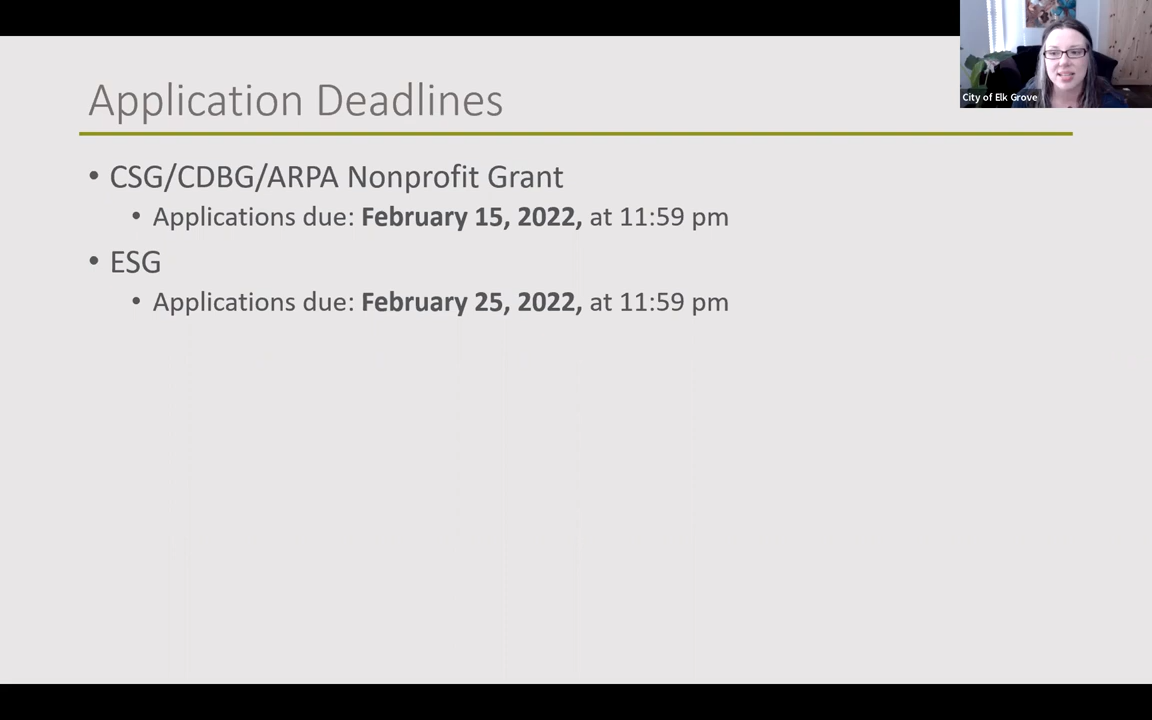 City of Elk Grove
Application Deadlines
• CSG/CDBG/ARPA Nonprofit Grant
• Applications due: February 15, 2022, at 11:59 pm
• ESG
• Applications due: February 25, 2022, at 11:59 pm